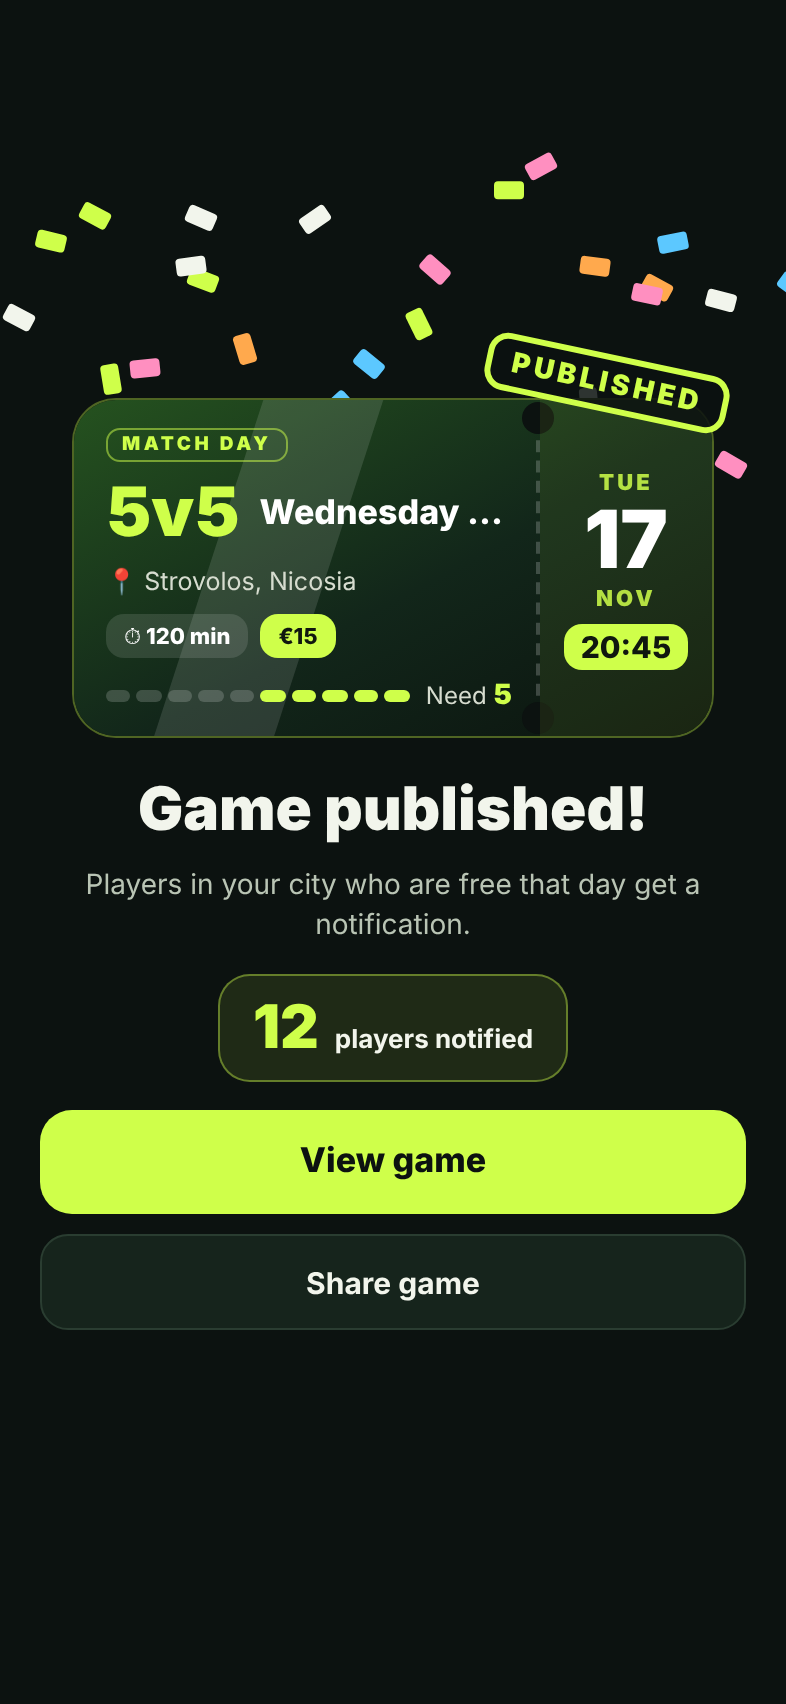 PUBLISHED
MATCH DAY
5v5 Wednesday ...
📍 Strovolos, Nicosia
⏱ 120 min €15
Need 5
TUE
17
NOV
20:45
Game published!
Players in your city who are free that day get a
notification.
12 players notified
View game
Share game